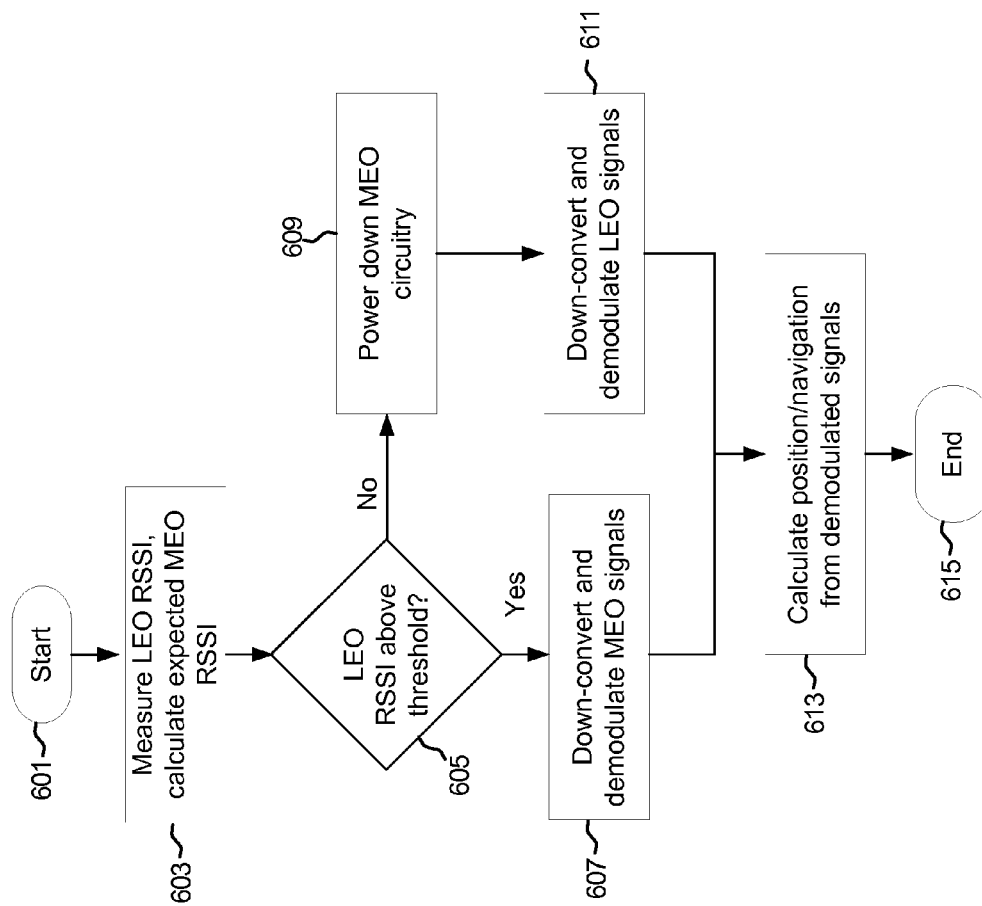 Start
601
Measure LEO RSSI,
calculate expected MEO
RSSI
603
LEO
RSSI above
threshold?
605
No
Yes
Power down MEO
circuitry
609
Down-convert and
demodulate MEO signals
607
Down-convert and
demodulate LEO signals
611
Calculate position/navigation
from demodulated signals
613
End
615